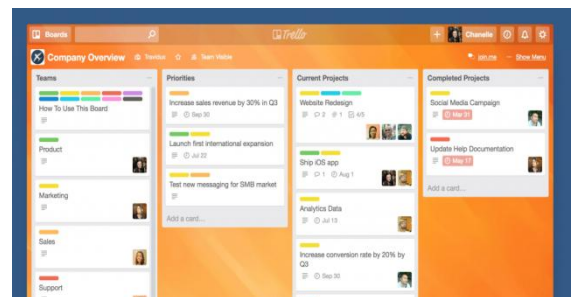 Boards
Trello
Chanelle
Company Overview
Trendus
Team Visible
join.me
Show Menu
Teams
How To Use This Board
Product
Marketing
Sales
Support
Priorities
Increase sales revenue by 30% in Q3
Sep 30
Launch first international expansion
Jul 22
Test new messaging for SMB market
Add a card...
Current Projects
Website Redesign
2 1 4/5
Ship iOS app
1 Aug 1
Analytics Data
Jul 13
Increase conversion rate by 20% by
Q3
Sep 30
Completed Projects
Social Media Campaign
Mar 31
Update Help Documentation
May 17
Add a card...